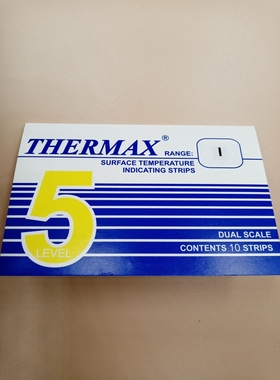 THERMAX®
RANGE: I
SURFACE TEMPERATURE
INDICATING STRIPS
5
LEVEL
DUAL SCALE
CONTENTS 10 STRIPS